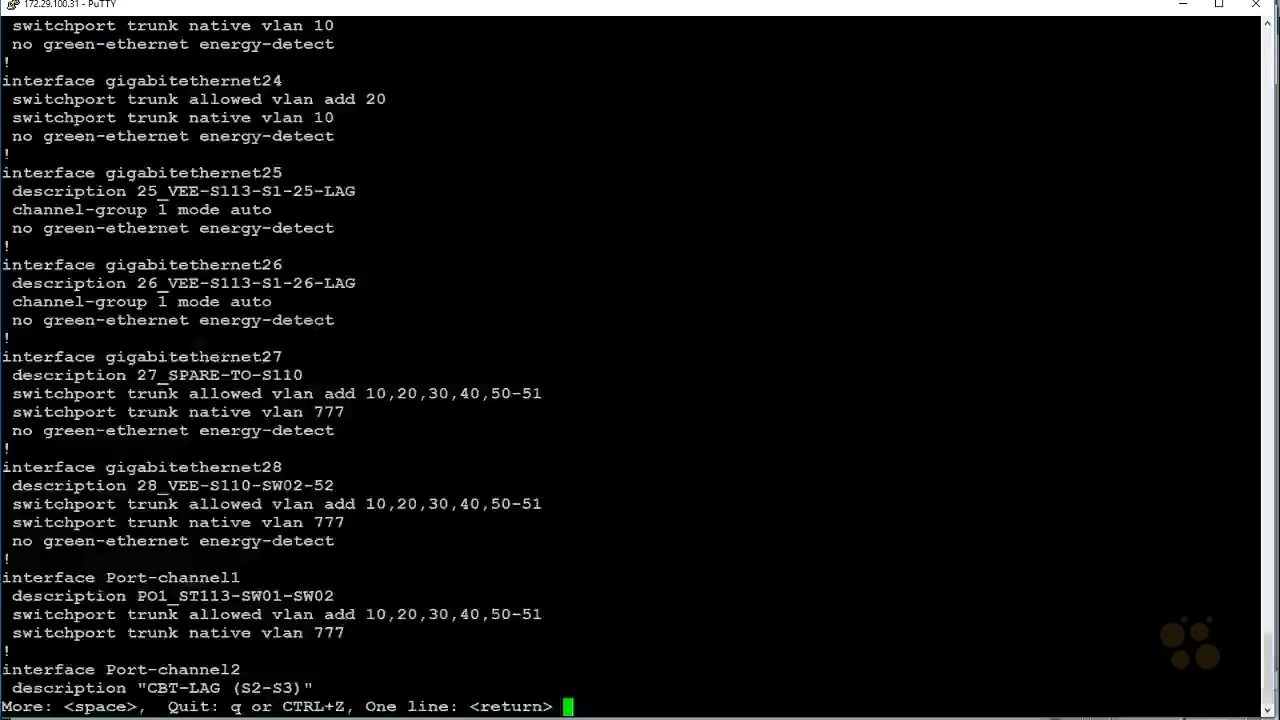 172.29.100.31 - PuTTY
switchport trunk native vlan 10
no green-ethernet energy-detect
!
interface gigabitethernet24
switchport trunk allowed vlan add 20
switchport trunk native vlan 10
no green-ethernet energy-detect
!
interface gigabitethernet25
description 25_VEE-S113-S1-25-LAG
channel-group 1 mode auto
no green-ethernet energy-detect
!
interface gigabitethernet26
description 26_VEE-S113-S1-26-LAG
channel-group 1 mode auto
no green-ethernet energy-detect
!
interface gigabitethernet27
description 27_SPARE-TO-S110
switchport trunk allowed vlan add 10,20,30,40,50-51
switchport trunk native vlan 777
no green-ethernet energy-detect
!
interface gigabitethernet28
description 28_VEE-S110-SW02-52
switchport trunk allowed vlan add 10,20,30,40,50-51
switchport trunk native vlan 777
no green-ethernet energy-detect
!
interface Port-channel1
description PO1_ST113-SW01-SW02
switchport trunk allowed vlan add 10,20,30,40,50-51
switchport trunk native vlan 777
!
interface Port-channel2
description "CBT-LAG (S2-S3)"
More: <space>,  Quit: q or CTRL+Z, One line: <return>